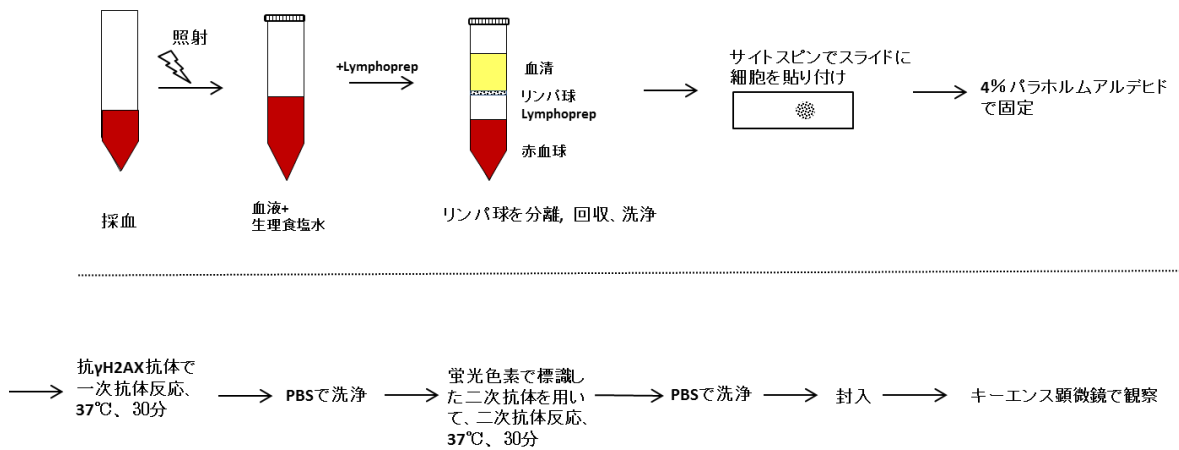 照射
+Lymphoprep
血清
リンパ球
Lymphoprep
赤血球
サイトスピンでスライドに
細胞を貼り付け
4%パラホルムアルデヒド
で固定
採血
血液+
生理食塩水
リンパ球を分離, 回収、洗浄
抗γH2AX抗体で
一次抗体反応、
37℃、30分
PBSで洗浄
蛍光色素で標識し
た二次抗体を用い
て、二次抗体反応、
37℃、30分
PBSで洗浄
封入
キーエンス顕微鏡で観察